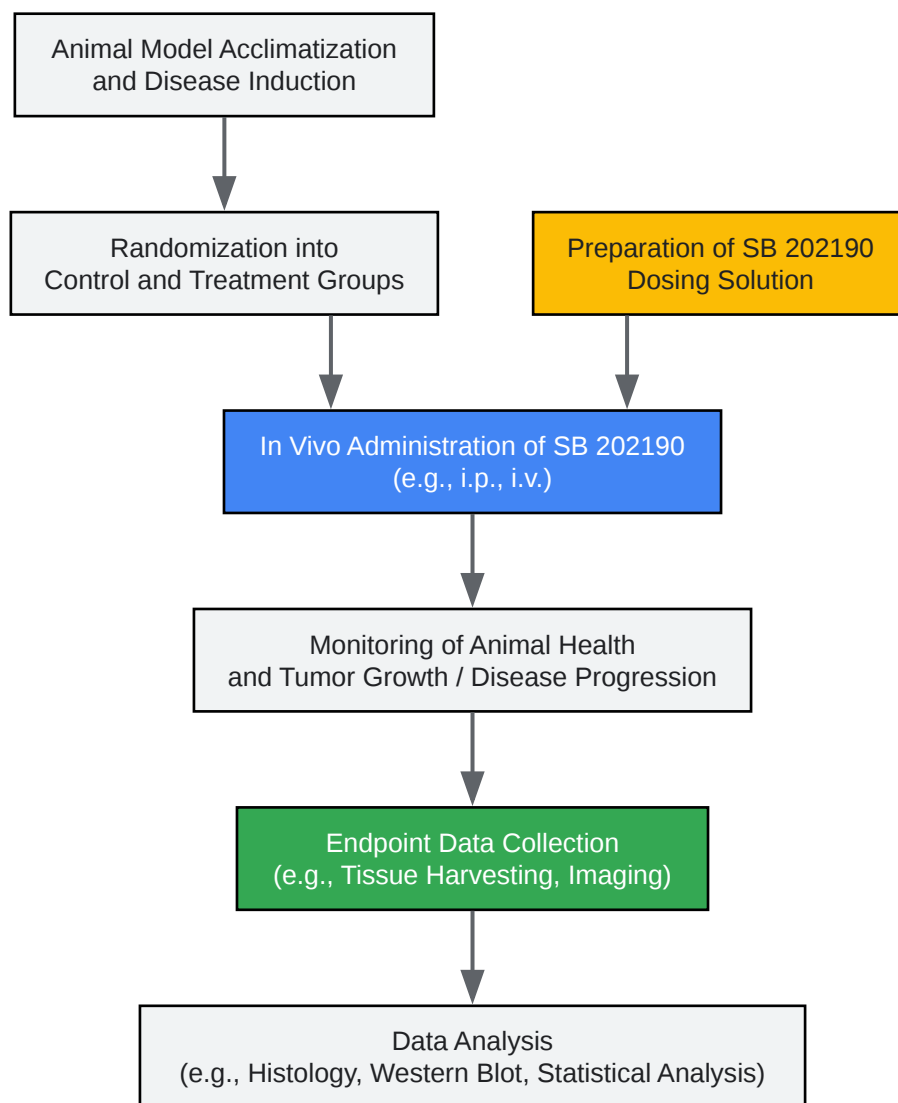 Animal Model Acclimatization
and Disease Induction
Randomization into
Control and Treatment Groups
Preparation of SB 202190
Dosing Solution
In Vivo Administration of SB 202190
(e.g., i.p., i.v.)
Monitoring of Animal Health
and Tumor Growth / Disease Progression
Endpoint Data Collection
(e.g., Tissue Harvesting, Imaging)
Data Analysis
(e.g., Histology, Western Blot, Statistical Analysis)